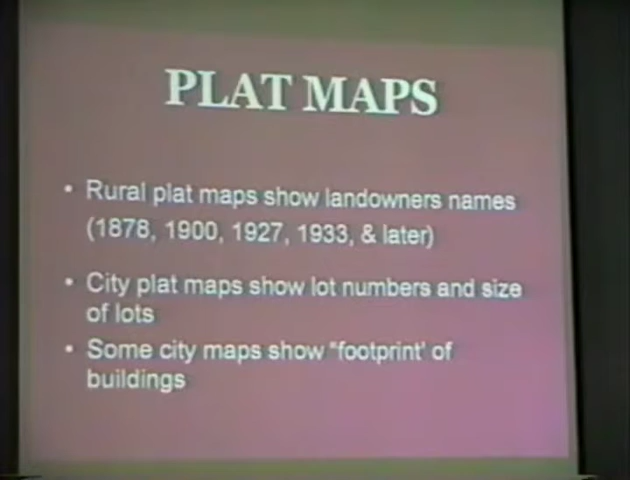 PLAT MAPS
• Rural plat maps show landowners names
(1878, 1900, 1927, 1933, & later)
• City plat maps show lot numbers and size
of lots
• Some city maps show "footprint' of
buildings